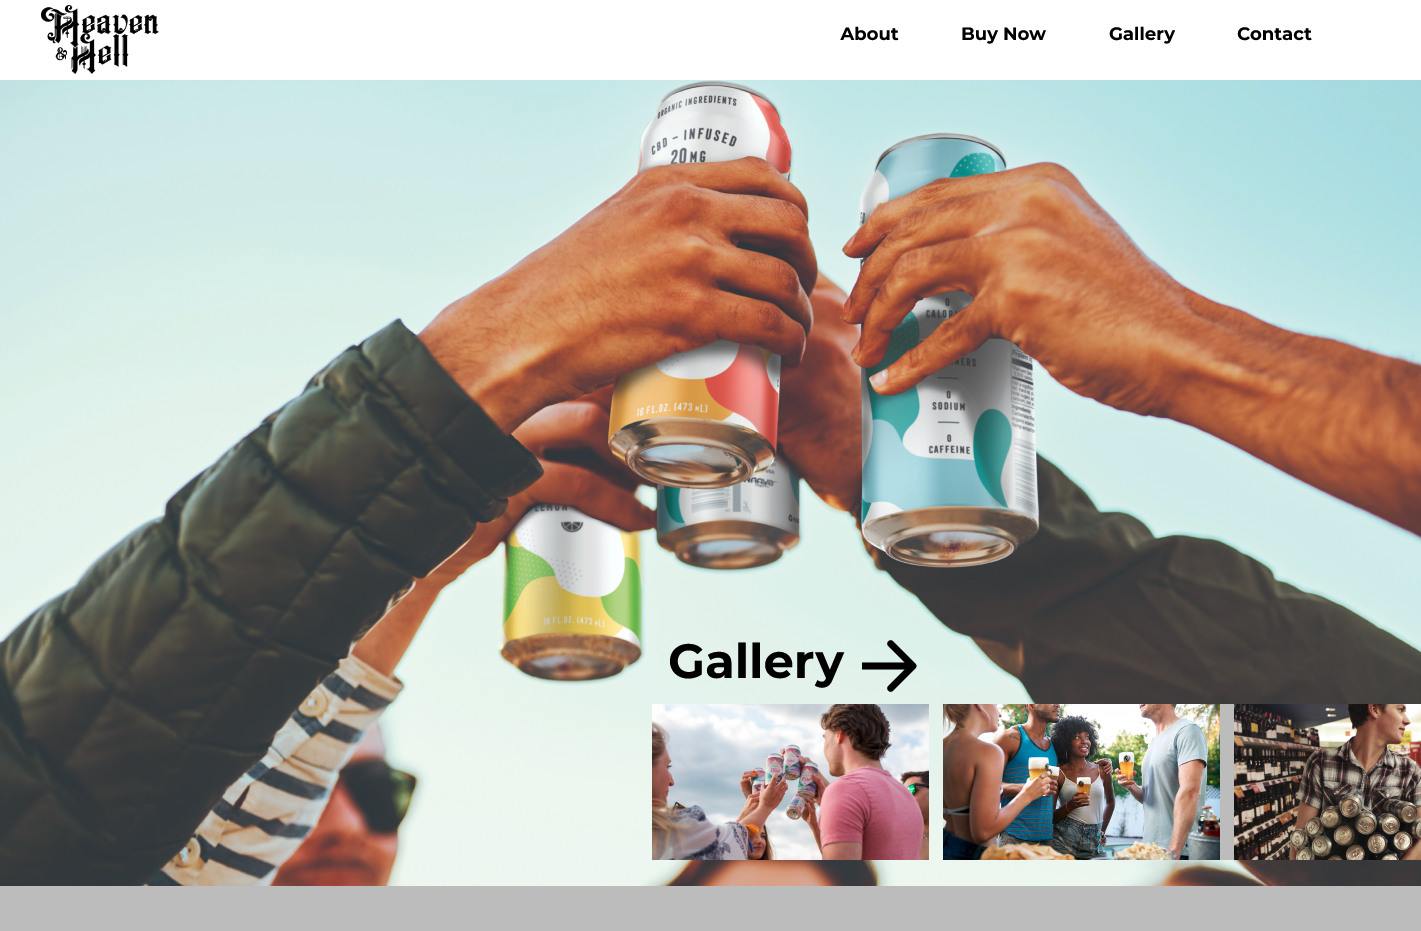 Heaven
& Hell
About
Buy Now
Gallery
Contact
ORGANIC INGREDIENTS
CBD - INFUSED
20MG
0
0
SODIUM
0
CAFFEINE
16 FL.OZ. (473 mL)
LEMON
16 FL.OZ. (473 mL)
Gallery